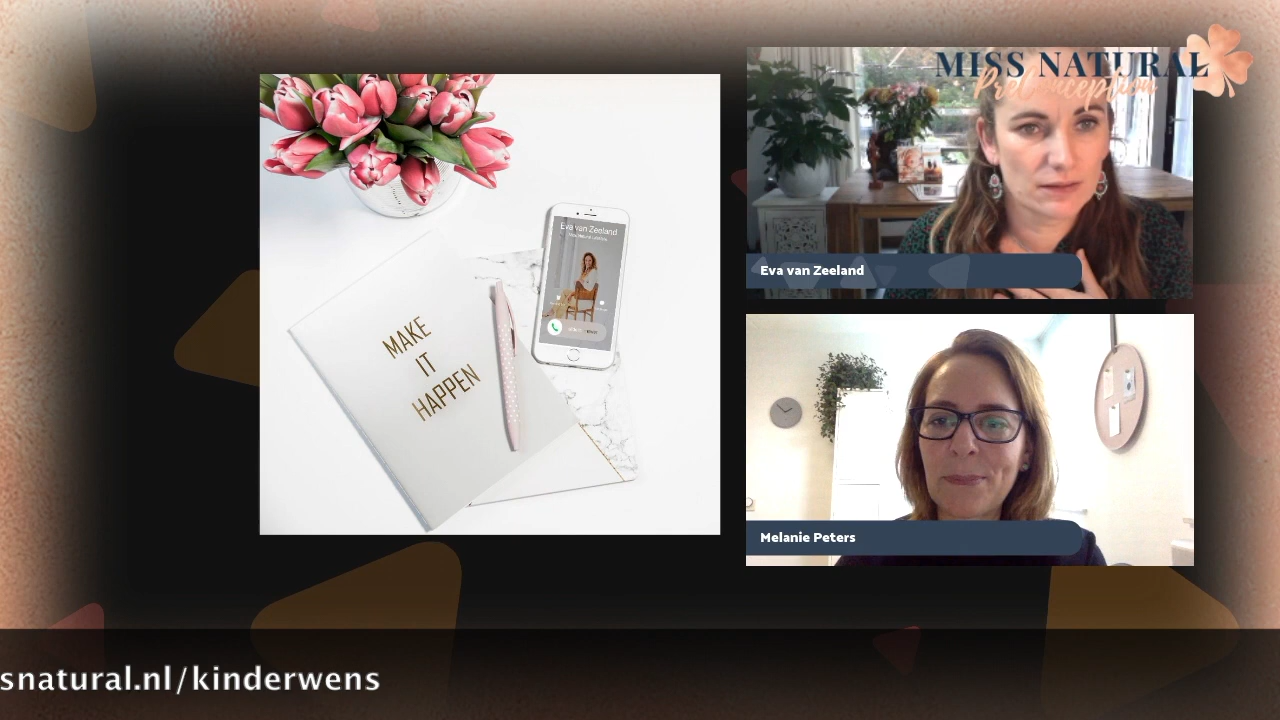 MISS NATURAL
PreConception
Eva van Zeeland
MAKE
IT
HAPPEN
Eva van Zeeland
Melanie Peters
snatural.nl/kinderwens